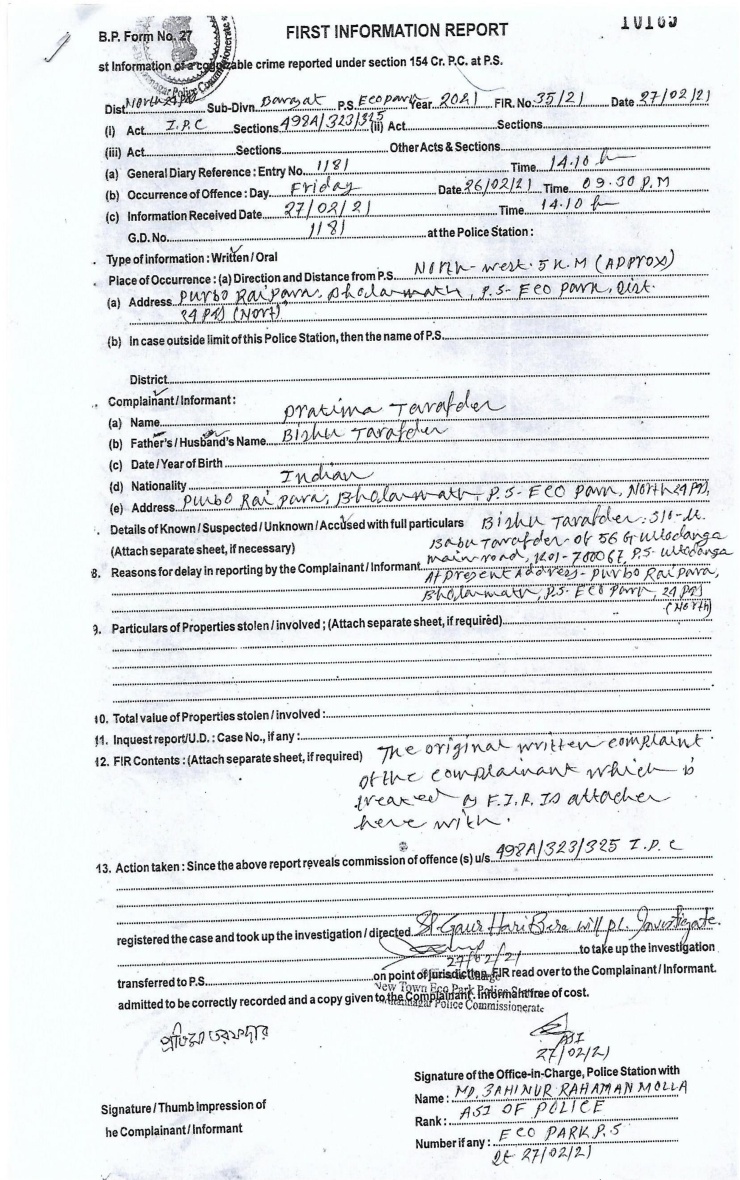 10165
B.P. Form No. 27
FIRST INFORMATION REPORT
st Information of a cognizable crime reported under section 154 Cr. P.C. at P.S.
Dist. North 24 PGS Sub-Divn. Barasat P.S. Ecopark Year 2021 FIR. No. 35/21 Date 27/02/21
(i) Act I.P.C Sections 498A/323/325 (ii) Act Sections
(iii) Act Sections Other Acts & Sections
(a) General Diary Reference : Entry No. 1181 Time 14.10 h
(b) Occurrence of Offence : Day Friday Date 26/02/21 Time 09.30 P.M
(c) Information Received Date 27/02/21 Time 14.10 h
G.D. No. 1181 at the Police Station :
Type of information : Written / Oral
Place of Occurrence : (a) Direction and Distance from P.S. North-west. 5 K.M (Approx)
(a) Address Purbo Raipara, Bholarmath, P.S- Eco Park, Dist.
24 PGS (Nort)
(b) In case outside limit of this Police Station, then the name of P.S.
District
Complainant / Informant :
(a) Name Pratima Tarafder
(b) Father's / Husband's Name Bishu Tarafder
(c) Date / Year of Birth
(d) Nationality Indian
(e) Address Purbo Rai para, Bholarmath, P.S- Eco Park, North 24 PGS,
Details of Known / Suspected / Unknown / Accused with full particulars Bishu Tarafder. S/o-Lt.
(Attach separate sheet, if necessary) Babu Tarafder of 56 G Ultadanga
main road, Kol-700067, P.S- Ultadanga
8. Reasons for delay in reporting by the Complainant / Informant At present Address- Purbo Raipara,
Bholarmath, P.S- Eco Park, 24 PGS
(North)
9. Particulars of Properties stolen / involved ; (Attach separate sheet, if required)
10. Total value of Properties stolen / involved :
11. Inquest report/U.D. : Case No., if any :
12. FIR Contents : (Attach separate sheet, if required) The original written complaint
of the complainant which is
treated as F.I.R. is attached
here with.
13. Action taken : Since the above report reveals commission of offence (s) u/s. 498A/323/325 I.P.C
registered the case and took up the investigation / directed SI Gaur Hari Bera will pl. Investigate.
to take up the investigation
27/02/21
transferred to P.S. on point of jurisdiction. FIR read over to the Complainant / Informant.
New Town Eco Park Police Station
admitted to be correctly recorded and a copy given to the Complainant. Informant free of cost.
Police Commissionerate
প্রতিমা তরফদার
ASI
27/02/21
Signature of the Office-in-Charge, Police Station with
Name : MD. JAHINUR RAHAMAN MOLLA
Signature / Thumb impression of
Rank : ASI OF POLICE
he Complainant / Informant
Number if any : ECO PARK P.S
Dt 27/02/21